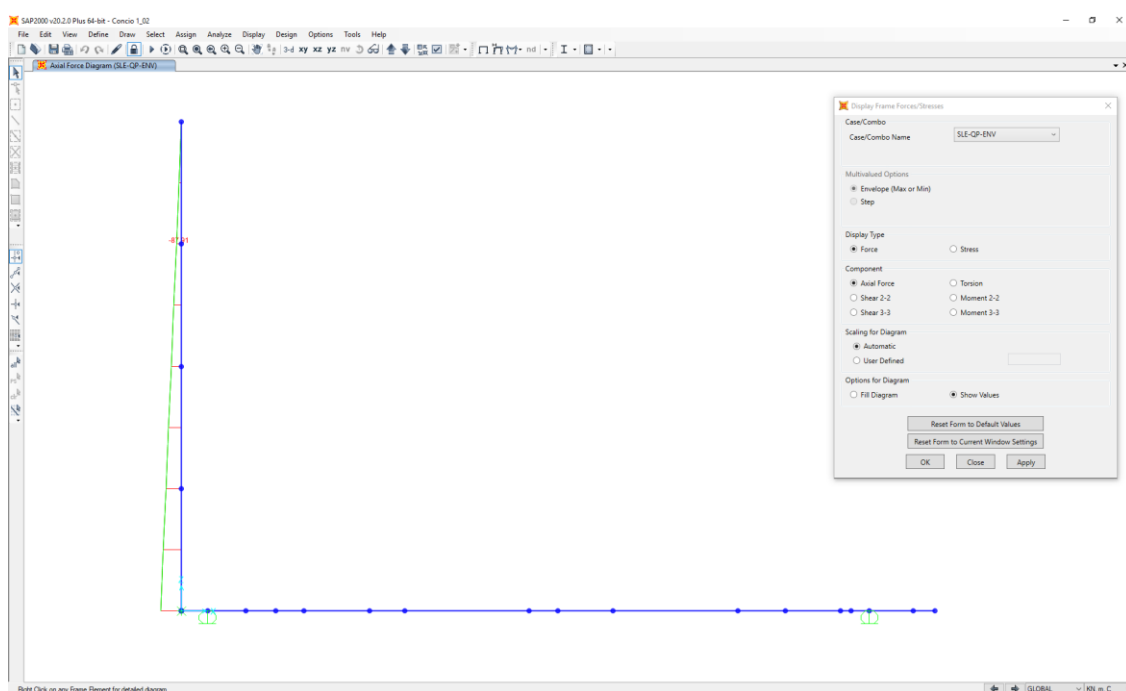 SAP2000 v20.2.0 Plus 64-bit - Concio 1_02
File Edit View Define Draw Select Assign Analyze Display Design Options Tools Help
3-d xy xz yz nv nd
Axial Force Diagram (SLE-QP-ENV)
Display Frame Forces/Stresses
Case/Combo
Case/Combo Name SLE-QP-ENV
Multivalued Options
Envelope (Max or Min)
Step
Display Type
Force Stress
Component
Axial Force Torsion
Shear 2-2 Moment 2-2
Shear 3-3 Moment 3-3
Scaling for Diagram
Automatic
User Defined
Options for Diagram
Fill Diagram Show Values
Reset Form to Default Values
Reset Form to Current Window Settings
OK Close Apply
Right Click on any Frame Element for detailed diagram
GLOBAL KN, m, C